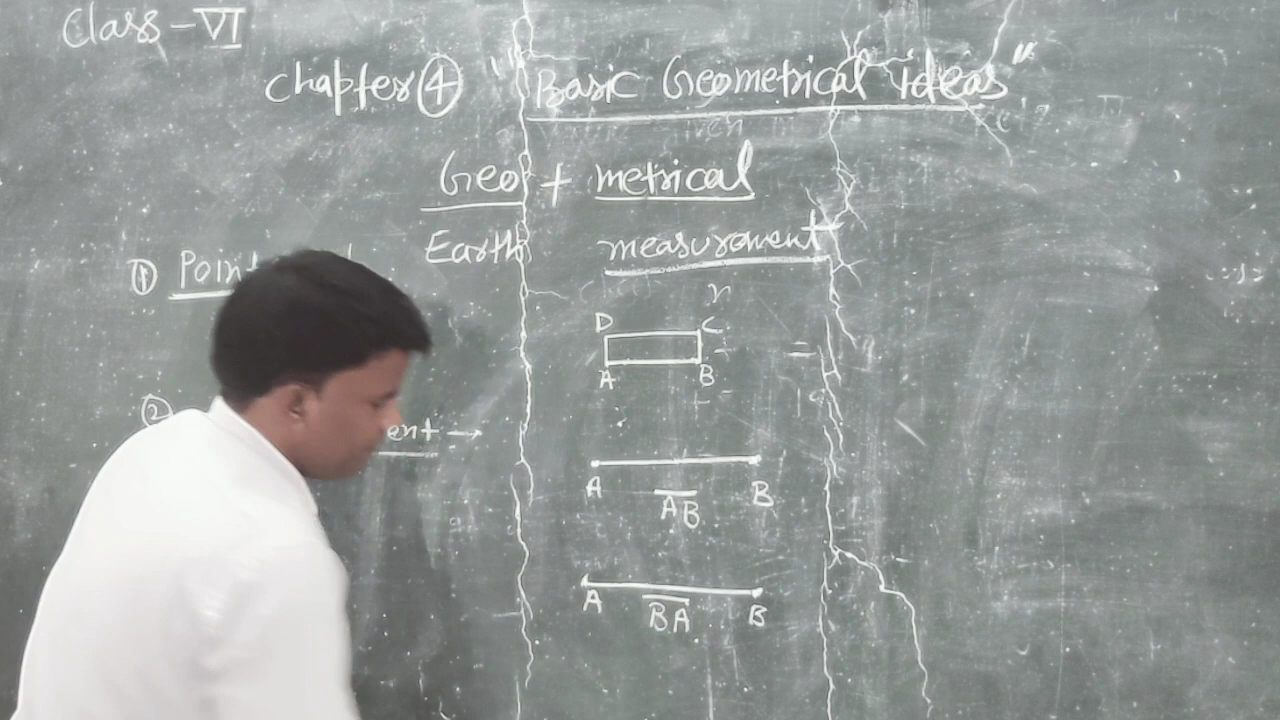 Class - VI
Chapter ④ "Basic Geometrical ideas"
Geo + metrical
Earth measurement
① Point
D C
A B
②
A B
AB
A B
BA